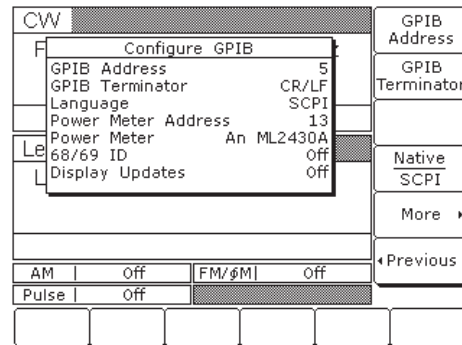 CW
GPIB
Address
F
Configure GPIB
GPIB Address 5
GPIB Terminator CR/LF
Language SCPI
Power Meter Address 13
Power Meter An ML2430A
68/69 ID Off
Display Updates Off
GPIB
Terminator
Le
L
Native
SCPI
More
Previous
AM Off FM/ϕM Off
Pulse Off